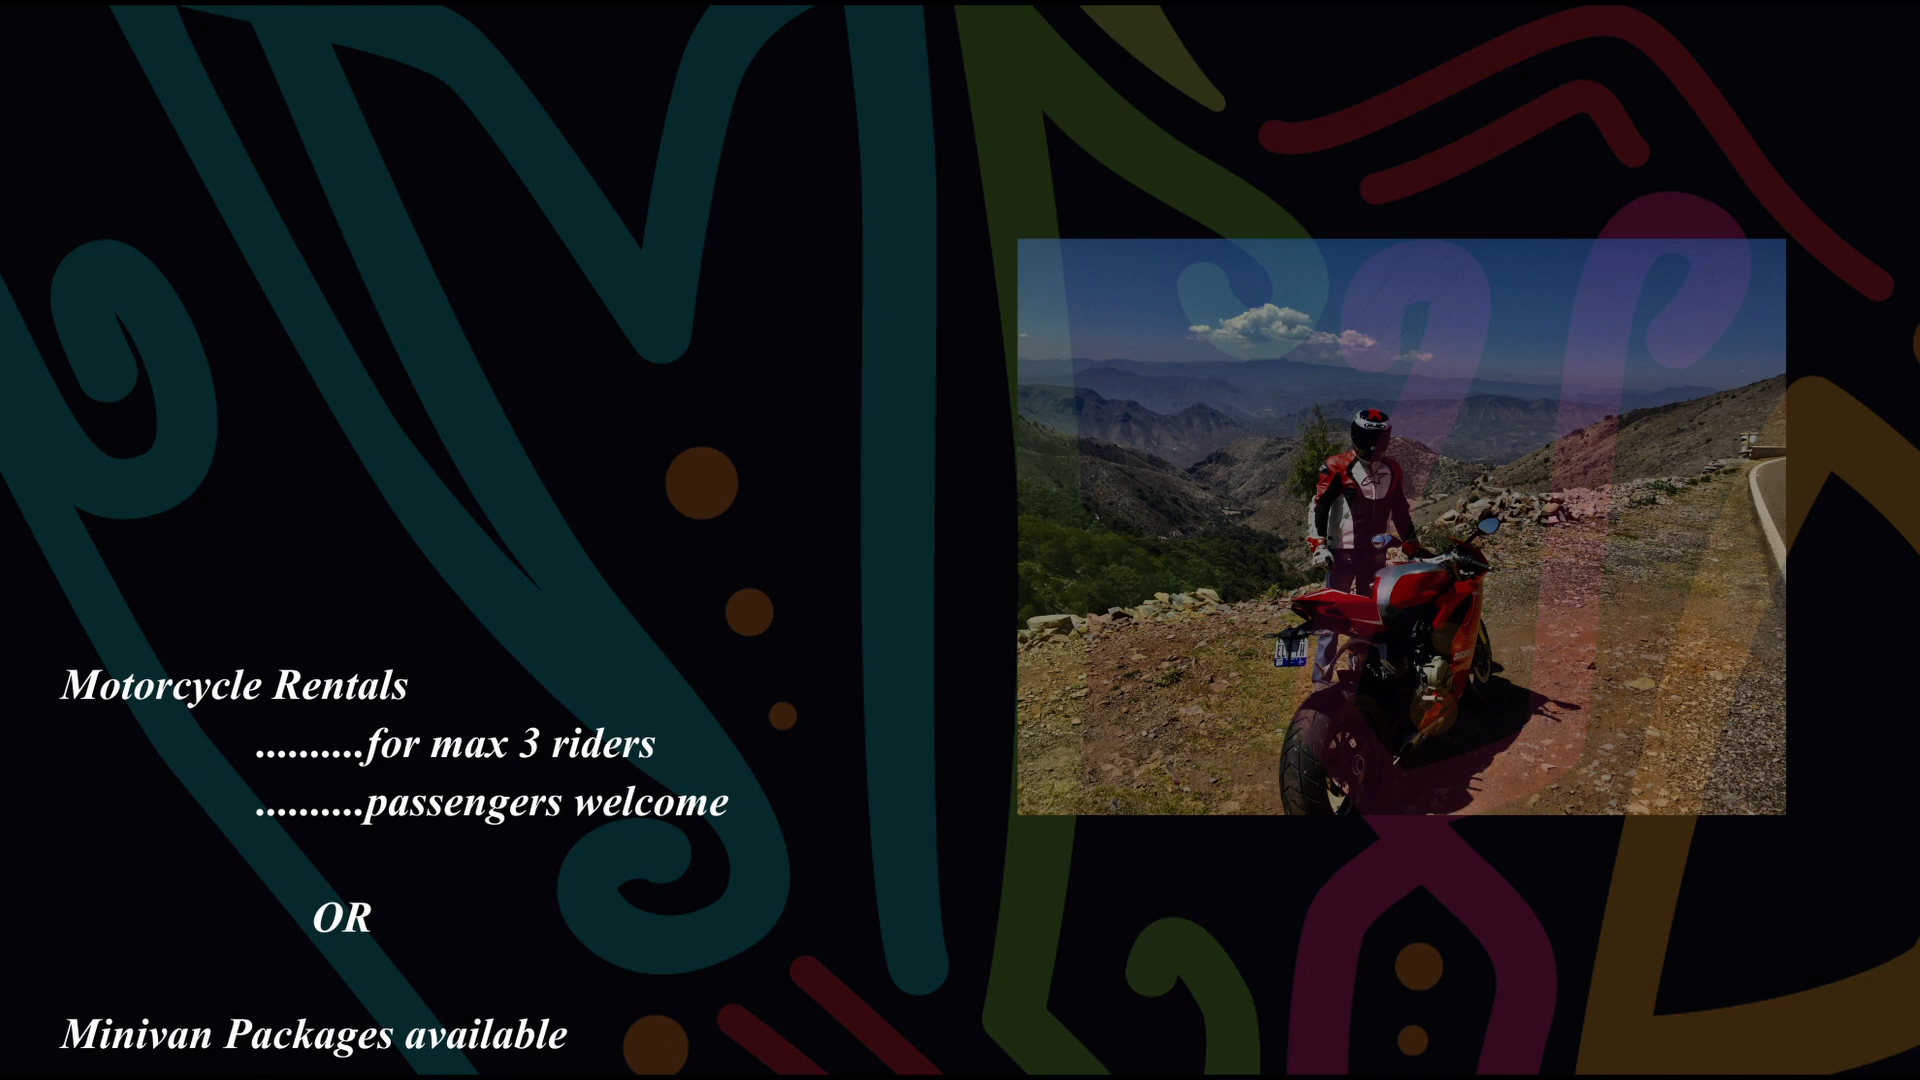 Motorcycle Rentals
..........for max 3 riders
..........passengers welcome
OR
Minivan Packages available